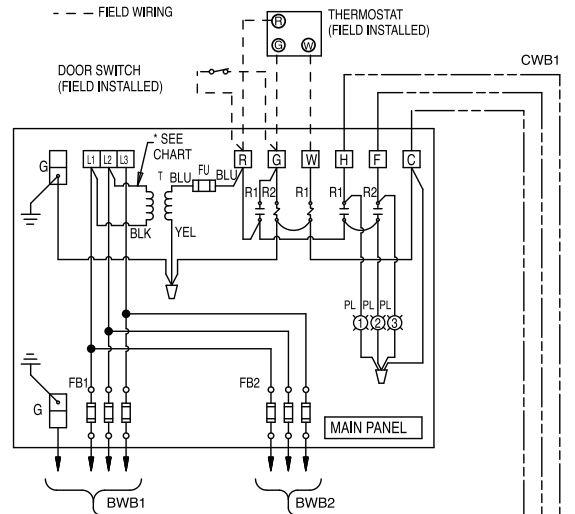 FIELD WIRING
THERMOSTAT
(FIELD INSTALLED)
R
G W
DOOR SWITCH
(FIELD INSTALLED)
CWB1
* SEE
CHART
G
L1 L2 L3
T BLU FU BLU
R G W H F C
R1 R2 R1 R1 R2
BLK YEL
PL PL PL
1 2 3
FB1 FB2
G
MAIN PANEL
BWB1 BWB2